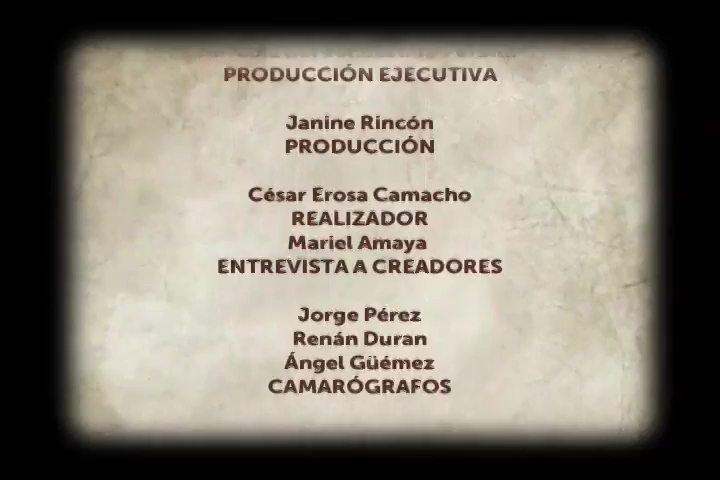 PRODUCCIÓN EJECUTIVA
Janine Rincón
PRODUCCIÓN
César Erosa Camacho
REALIZADOR
Mariel Amaya
ENTREVISTA A CREADORES
Jorge Pérez
Renán Duran
Ángel Güémez
CAMARÓGRAFOS